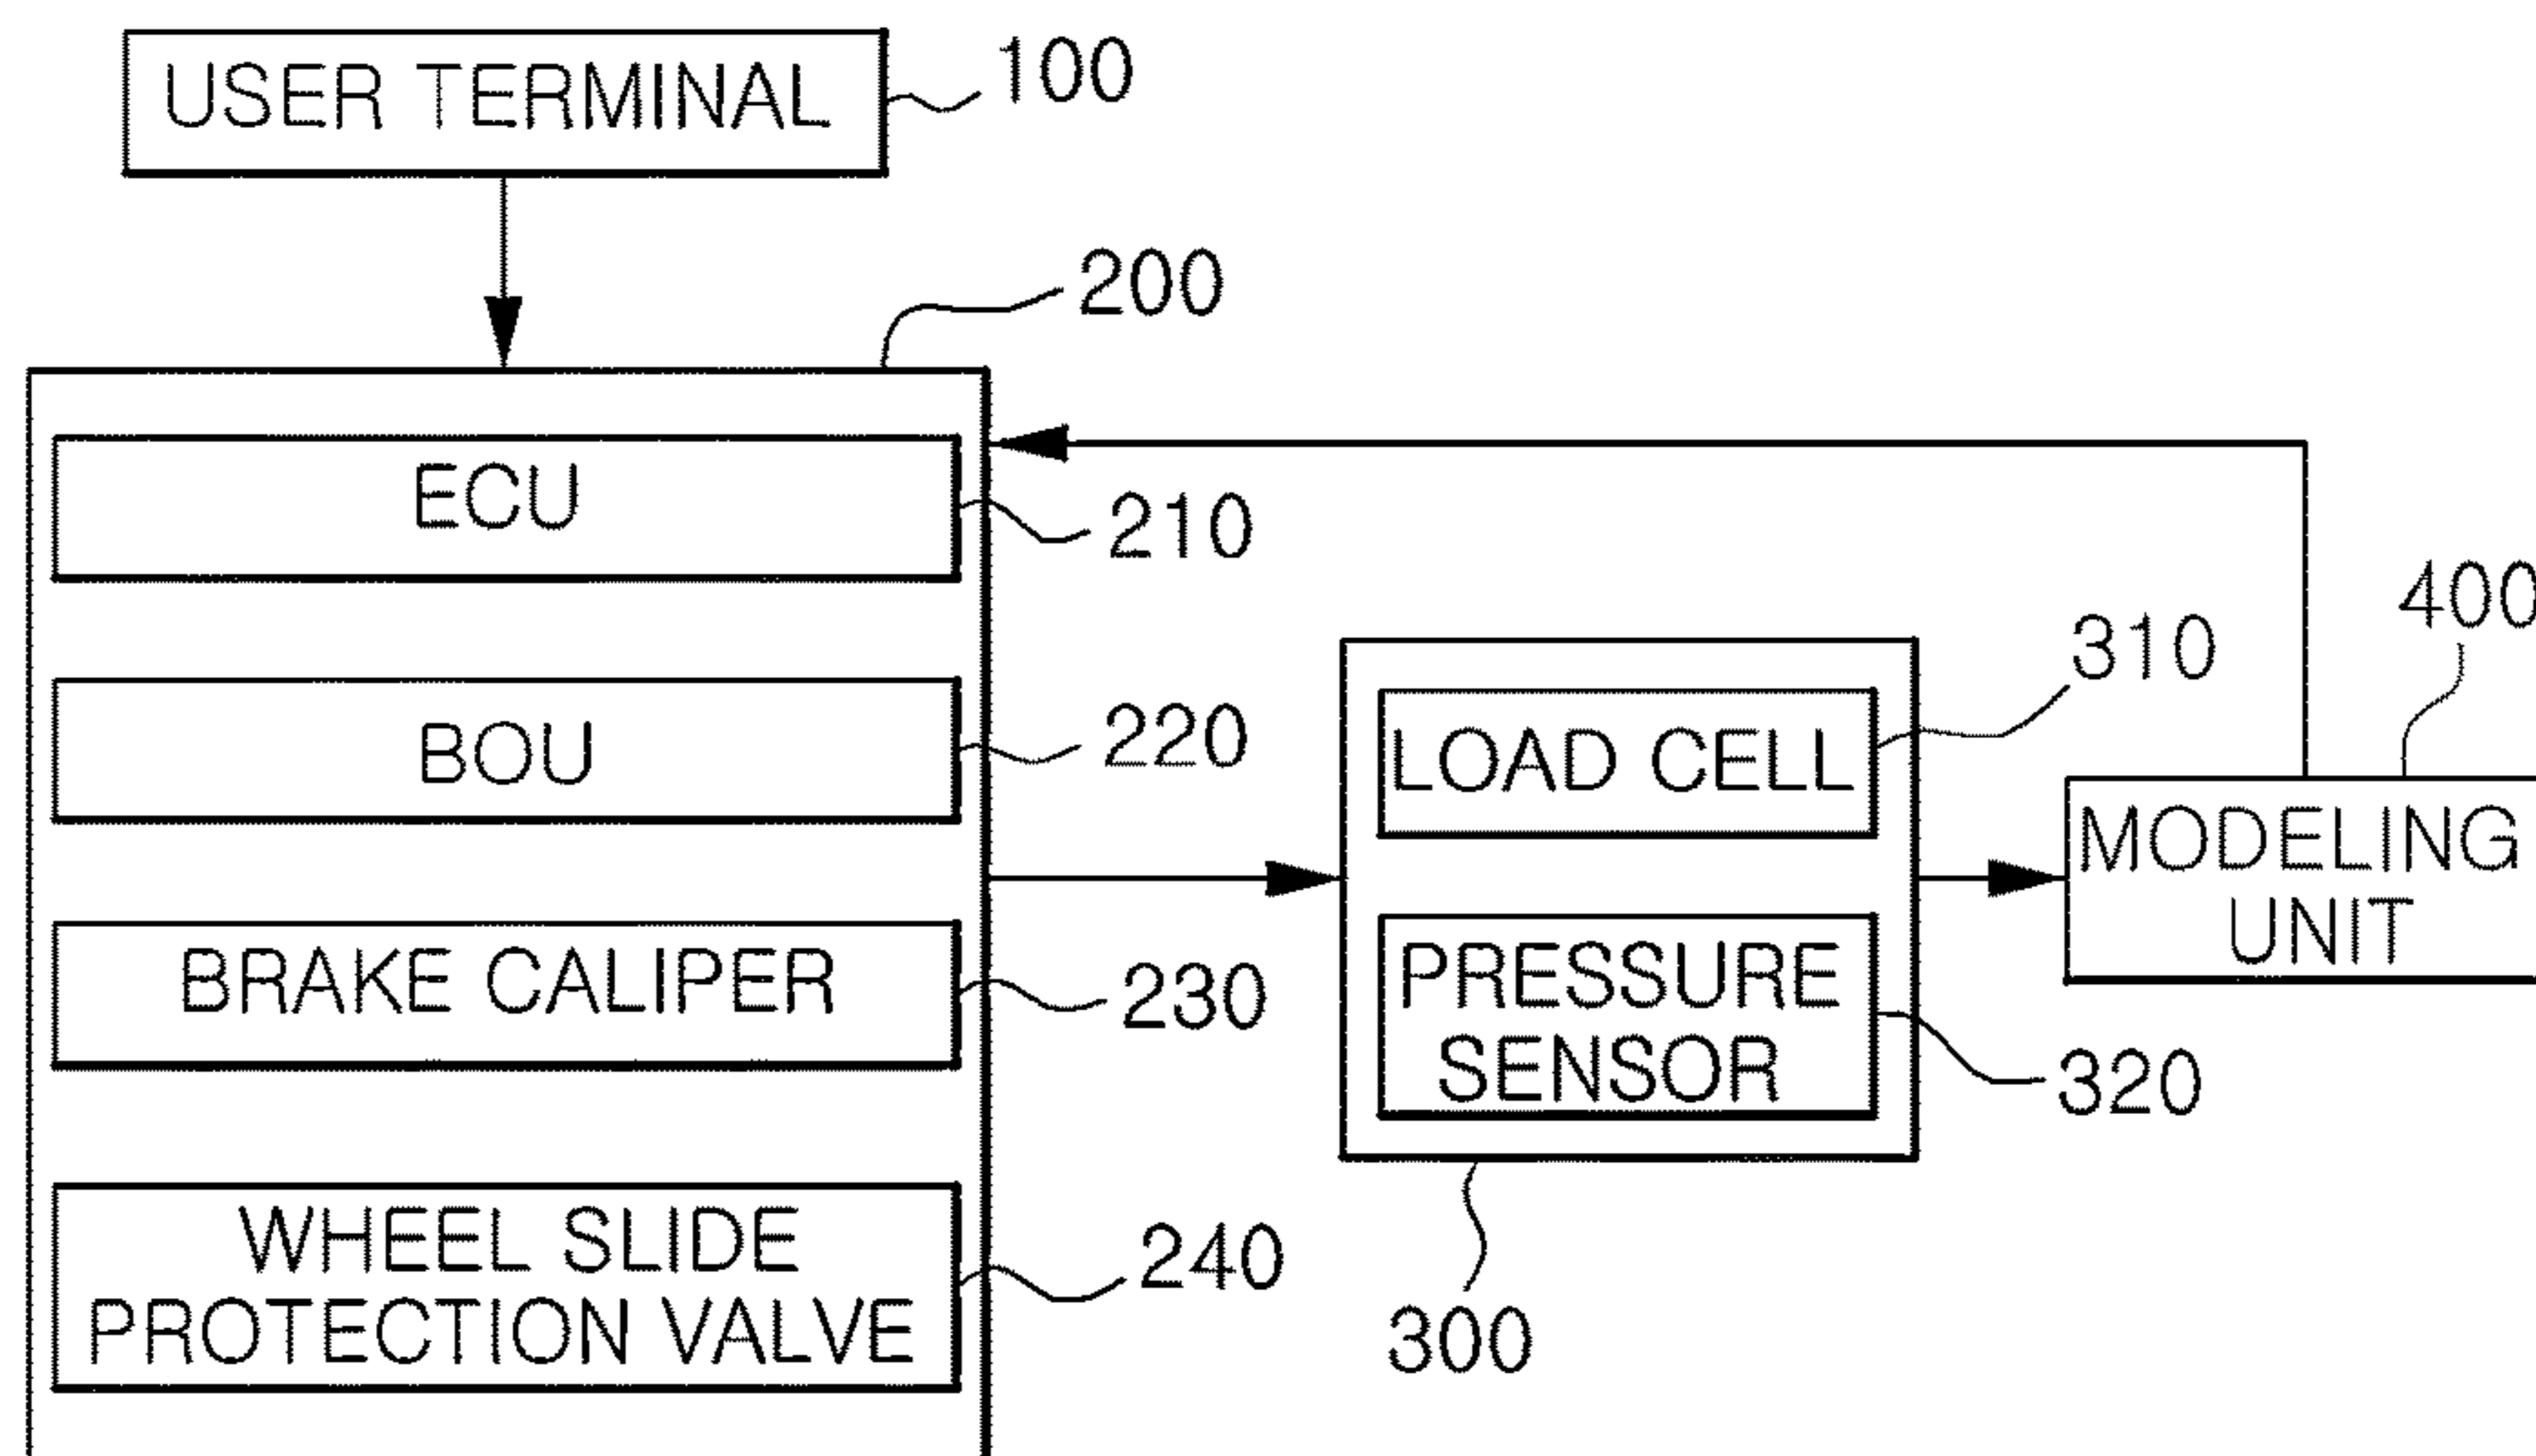 USER TERMINAL
100
200
ECU
210
BOU
220
BRAKE CALIPER
230
WHEEL SLIDE
PROTECTION VALVE
240
LOAD CELL
310
PRESSURE
SENSOR
320
300
400
MODELING
UNIT